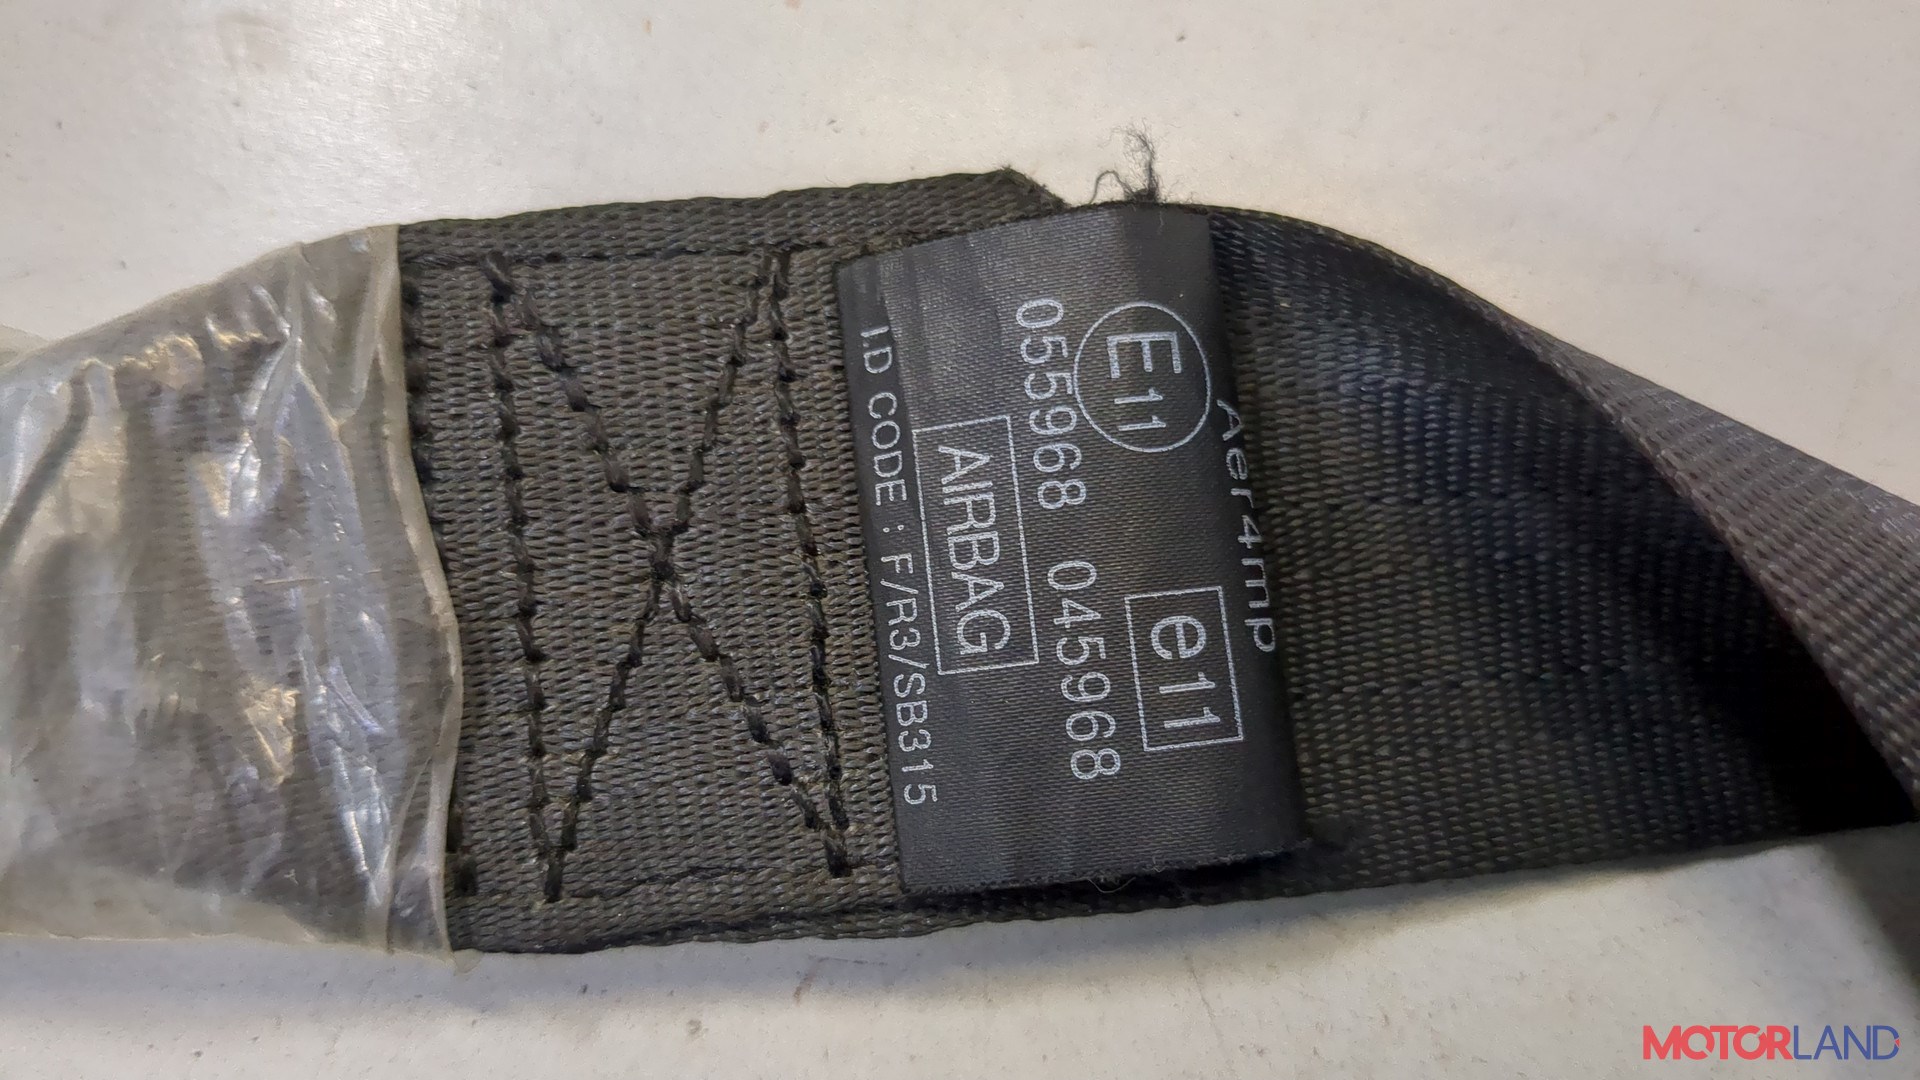 Aer4mp
E11 e11
055968 045968
AIRBAG
I.D CODE : F/R3/SB315
MOTORLAND